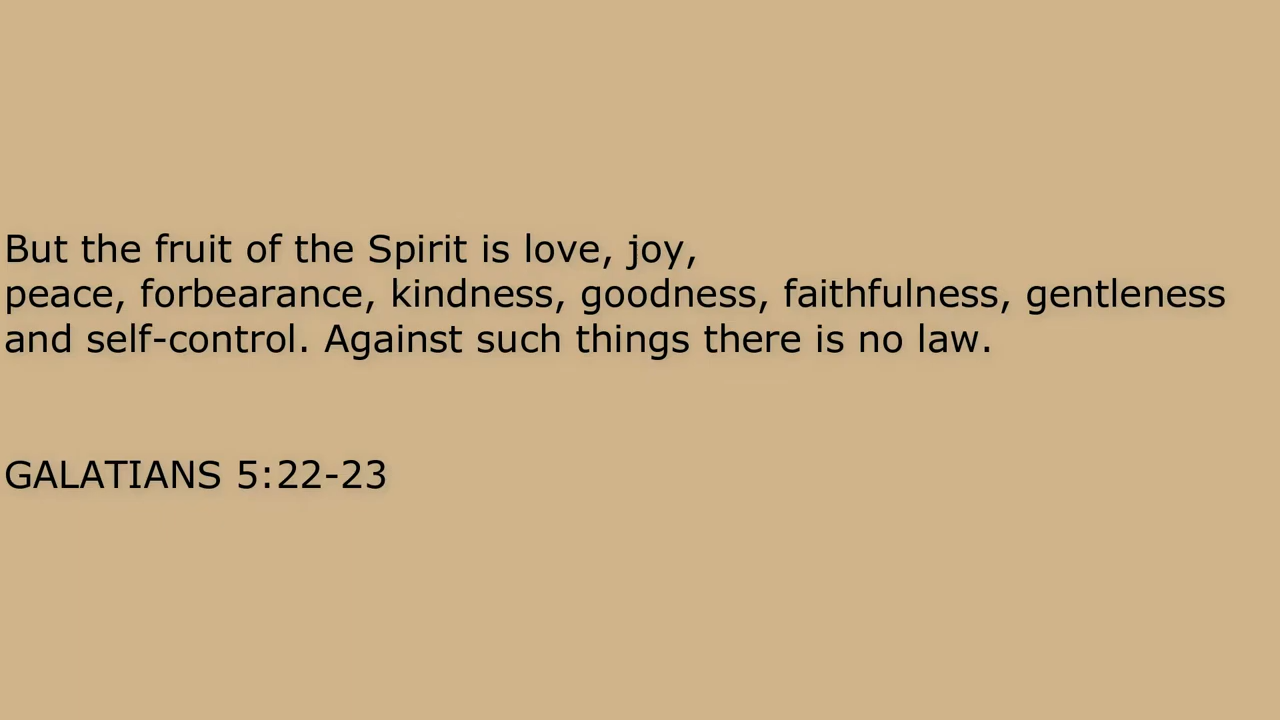 But the fruit of the Spirit is love, joy,
peace, forbearance, kindness, goodness, faithfulness, gentleness
and self-control. Against such things there is no law.
GALATIANS 5:22-23